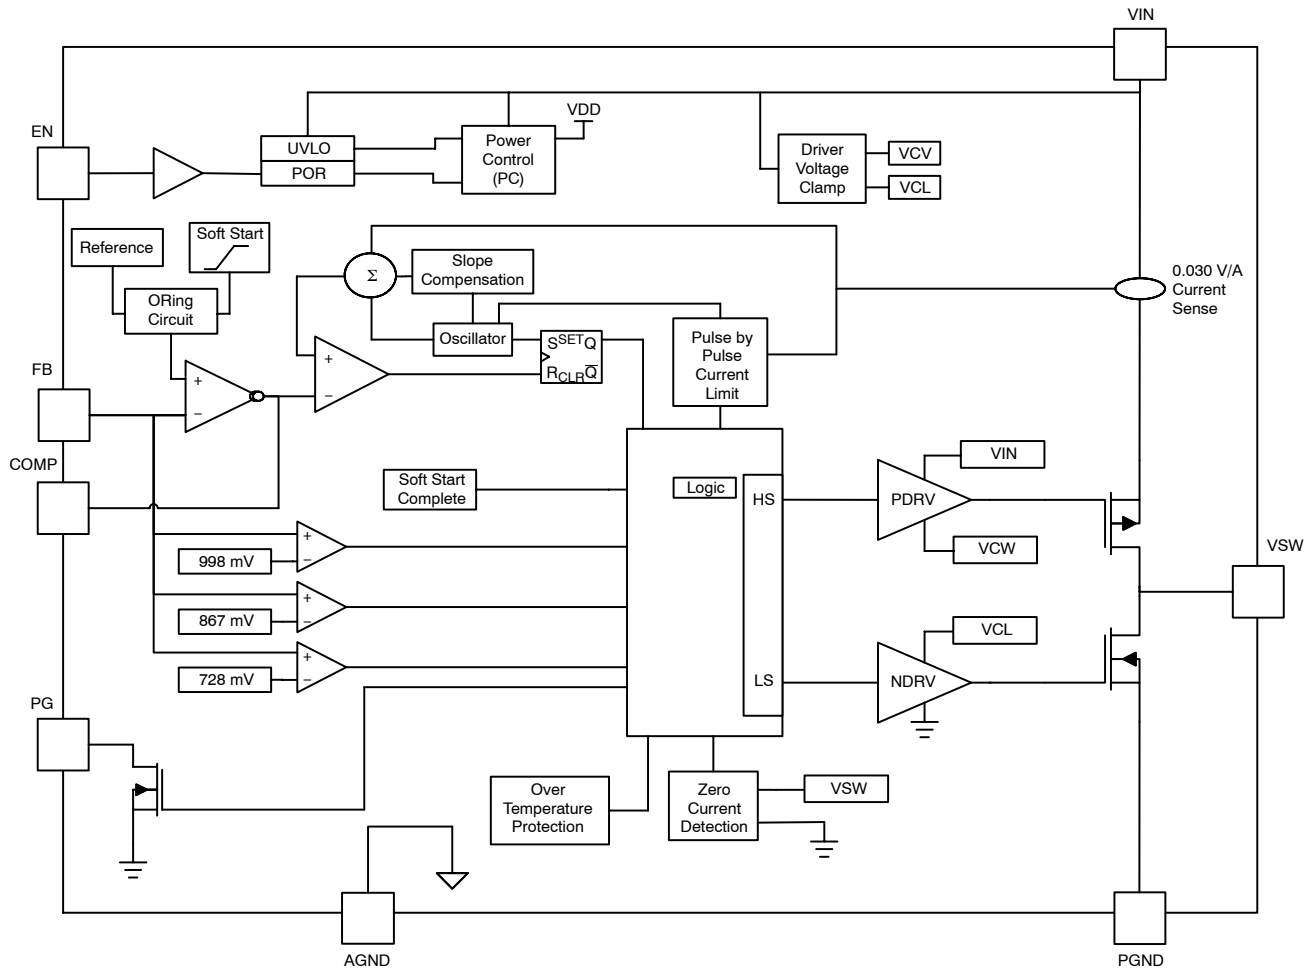 VIN
EN
UVLO
POR
Power
Control
(PC)
VDD
Driver
Voltage
Clamp
VCV
VCL
Reference
Soft Start
ORing
Circuit
Σ
Slope
Compensation
Oscillator
S SET Q
R CLR Q̅
Pulse by
Pulse
Current
Limit
0.030 V/A
Current
Sense
FB
+
−
+
−
COMP
Soft Start
Complete
Logic
HS
LS
PDRV
VIN
VCW
VSW
998 mV
+
−
867 mV
+
−
728 mV
+
−
NDRV
VCL
PG
Over
Temperature
Protection
Zero
Current
Detection
VSW
AGND
PGND